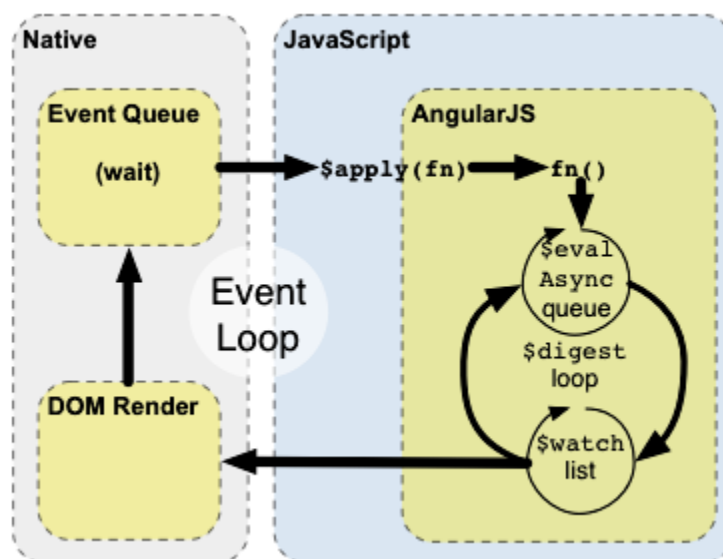 Native
JavaScript
Event Queue
(wait)
AngularJS
$apply(fn)
fn()
$eval
Async
queue
Event
Loop
$digest
loop
DOM Render
$watch
list